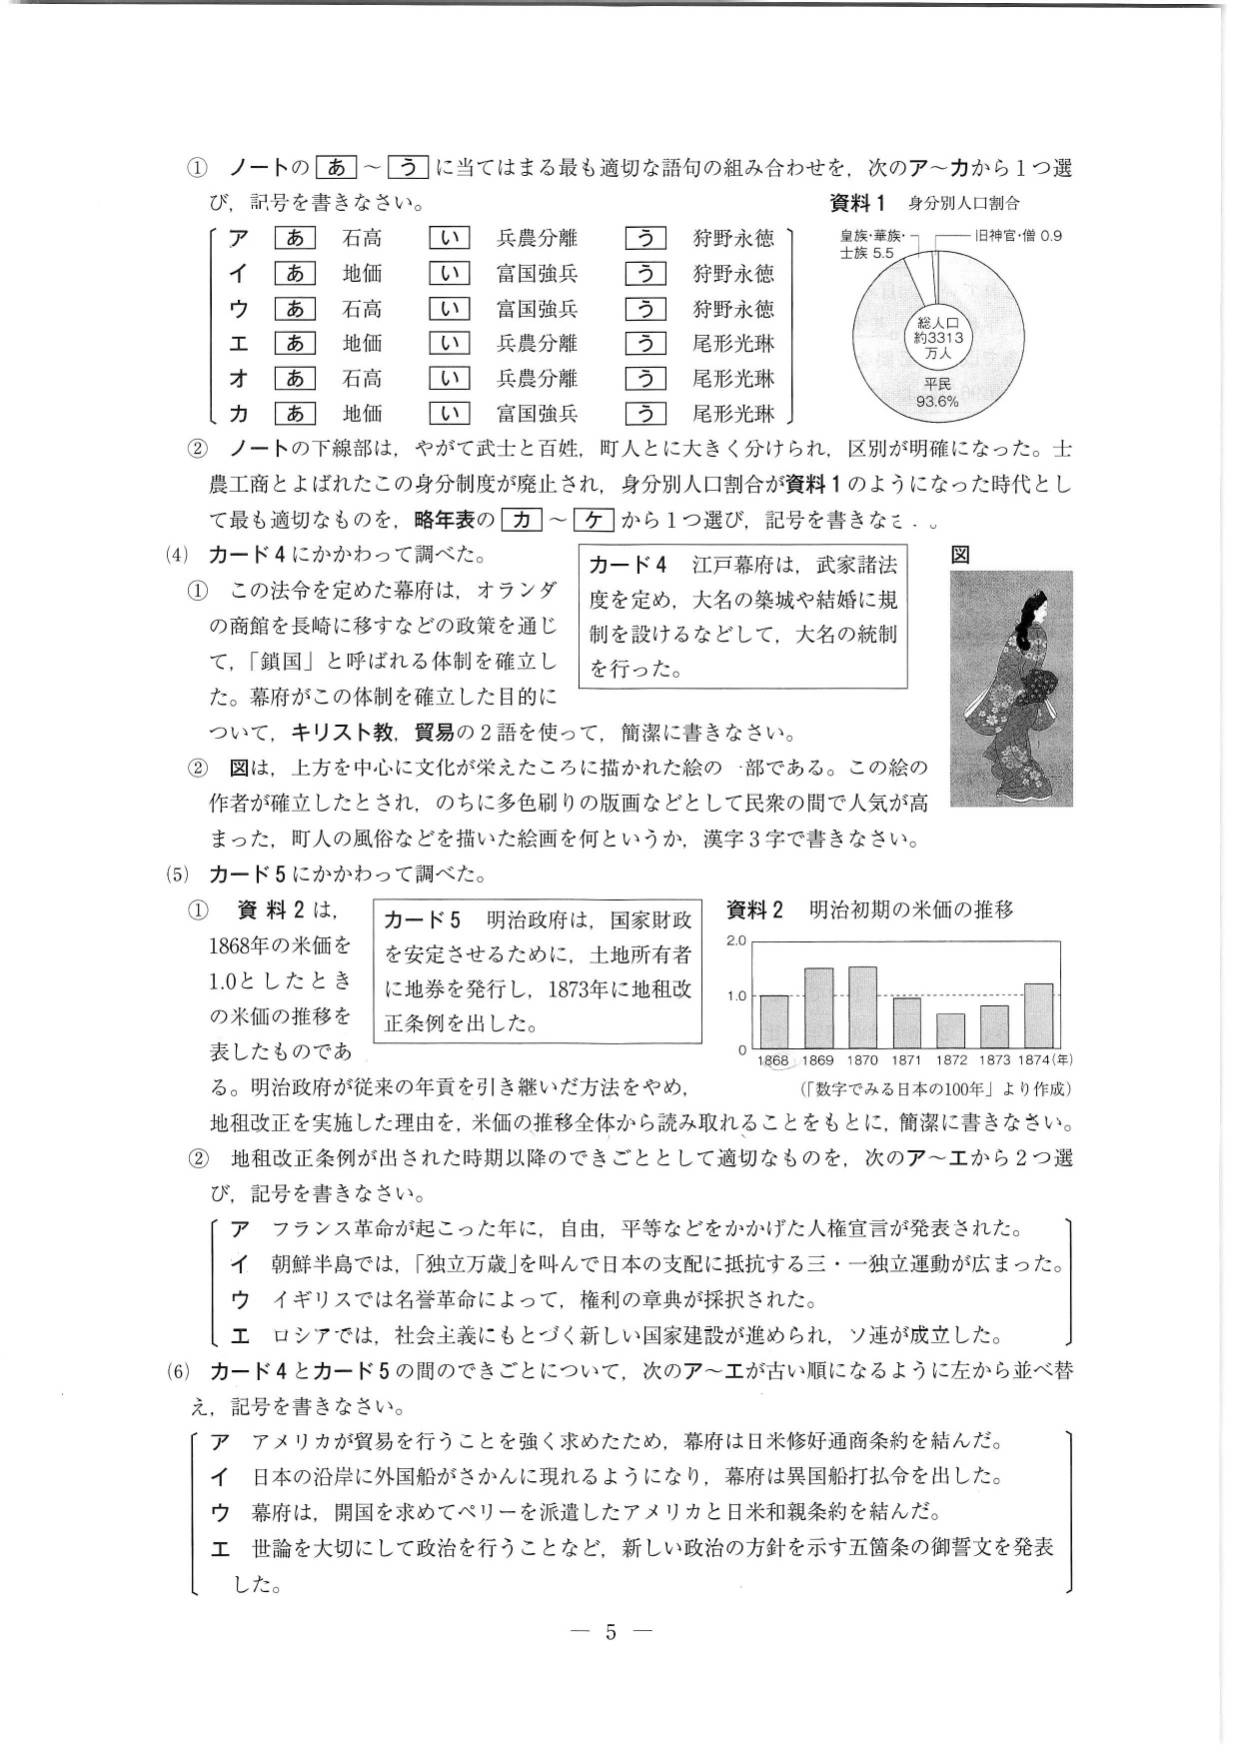 ① ノートの あ ～ う に当てはまる最も適切な語句の組み合わせを，次のア～カから１つ選
び，記号を書きなさい。
資料１ 身分別人口割合
ア あ 石高 い 兵農分離 う 狩野永徳
イ あ 地価 い 富国強兵 う 狩野永徳
ウ あ 石高 い 富国強兵 う 狩野永徳
エ あ 地価 い 兵農分離 う 尾形光琳
オ あ 石高 い 兵農分離 う 尾形光琳
カ あ 地価 い 富国強兵 う 尾形光琳
皇族・華族・
士族 5.5
旧神官・僧 0.9
総人口
約3313
万人
平民
93.6%
② ノートの下線部は，やがて武士と百姓，町人とに大きく分けられ，区別が明確になった。士
農工商とよばれたこの身分制度が廃止され，身分別人口割合が資料１のようになった時代とし
て最も適切なものを，略年表の カ ～ ケ から１つ選び，記号を書きな
(4) カード４にかかわって調べた。
① この法令を定めた幕府は，オランダ
の商館を長崎に移すなどの政策を通じ
て，「鎖国」と呼ばれる体制を確立し
た。幕府がこの体制を確立した目的に
ついて，キリスト教，貿易の２語を使って，簡潔に書きなさい。
カード４ 江戸幕府は，武家諸法
度を定め，大名の築城や結婚に規
制を設けるなどして，大名の統制
を行った。
図
② 図は，上方を中心に文化が栄えたころに描かれた絵の一部である。この絵の
作者が確立したとされ，のちに多色刷りの版画などとして民衆の間で人気が高
まった，町人の風俗などを描いた絵画を何というか，漢字３字で書きなさい。
(5) カード５にかかわって調べた。
① 資料２は，
1868年の米価を
1.0としたとき
の米価の推移を
表したものであ
る。明治政府が従来の年貢を引き継いだ方法をやめ，
地租改正を実施した理由を，米価の推移全体から読み取れることをもとに，簡潔に書きなさい。
カード５ 明治政府は，国家財政
を安定させるために，土地所有者
に地券を発行し，1873年に地租改
正条例を出した。
資料２ 明治初期の米価の推移
2.0
1.0
0
1868 1869 1870 1871 1872 1873 1874(年)
(「数字でみる日本の100年」より作成)
② 地租改正条例が出された時期以降のできごととして適切なものを，次のア～エから２つ選
び，記号を書きなさい。
ア フランス革命が起こった年に，自由，平等などをかかげた人権宣言が発表された。
イ 朝鮮半島では，「独立万歳」を叫んで日本の支配に抵抗する三・一独立運動が広まった。
ウ イギリスでは名誉革命によって，権利の章典が採択された。
エ ロシアでは，社会主義にもとづく新しい国家建設が進められ，ソ連が成立した。
(6) カード４とカード５の間のできごとについて，次のア～エが古い順になるように左から並べ替
え，記号を書きなさい。
ア アメリカが貿易を行うことを強く求めたため，幕府は日米修好通商条約を結んだ。
イ 日本の沿岸に外国船がさかんに現れるようになり，幕府は異国船打払令を出した。
ウ 幕府は，開国を求めてペリーを派遣したアメリカと日米和親条約を結んだ。
エ 世論を大切にして政治を行うことなど，新しい政治の方針を示す五箇条の御誓文を発表
した。
― 5 ―